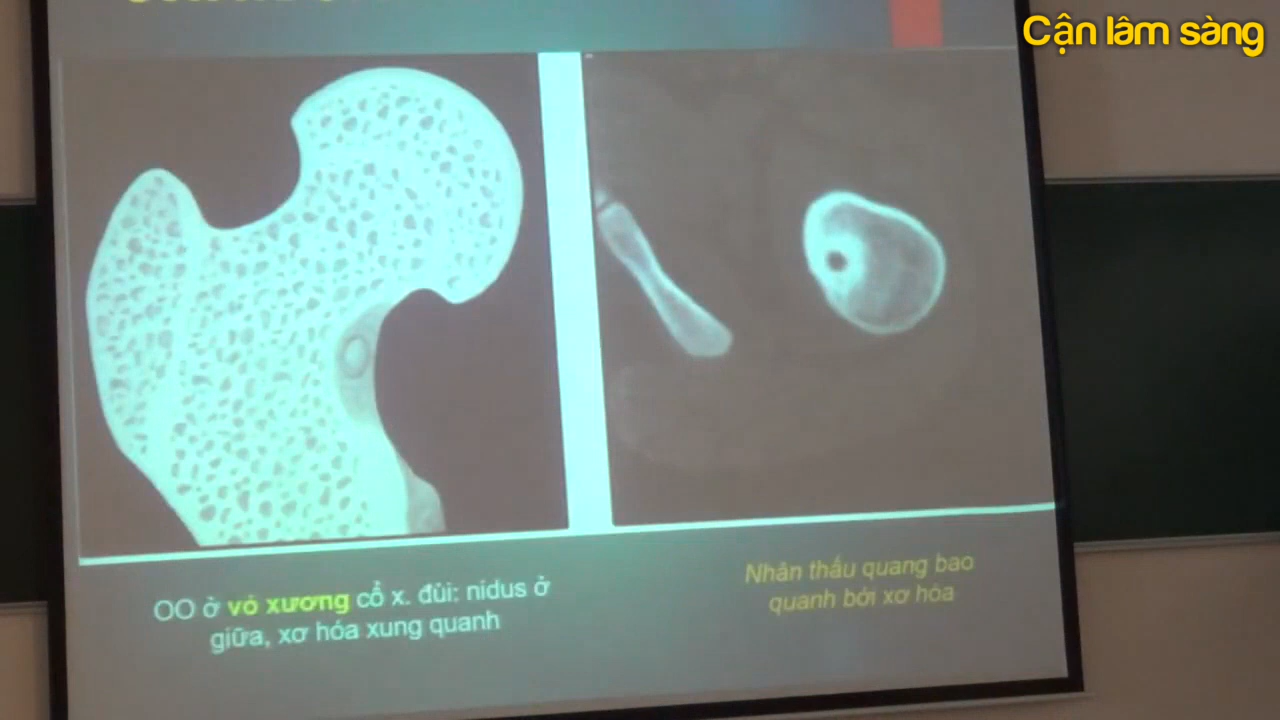 Cận lâm sàng
OO ở vỏ xương cổ x. đùi: nidus ở
giữa, xơ hóa xung quanh
Nhân thấu quang bao
quanh bởi xơ hóa